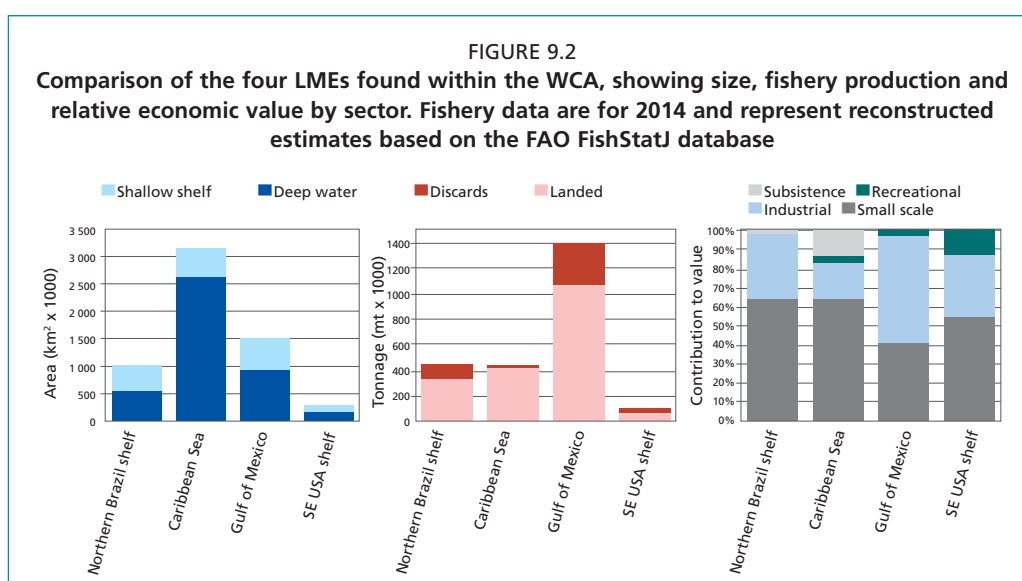 FIGURE 9.2
Comparison of the four LMEs found within the WCA, showing size, fishery production and
relative economic value by sector. Fishery data are for 2014 and represent reconstructed
estimates based on the FAO FishStatJ database
Shallow shelf
Deep water
3 500
3 000
2 500
2 000
1 500
1 000
500
0
Area (km² x 1000)
Northern Brazil shelf
Caribbean Sea
Gulf of Mexico
SE USA shelf
Discards
Landed
1400
1200
1000
800
600
400
200
0
Tonnage (mt x 1000)
Northern Brazil shelf
Caribbean Sea
Gulf of Mexico
SE USA shelf
Subsistence
Recreational
Industrial
Small scale
100%
90%
80%
70%
60%
50%
40%
30%
20%
10%
0%
Contribution to value
Northern Brazil shelf
Caribbean Sea
Gulf of Mexico
SE USA shelf